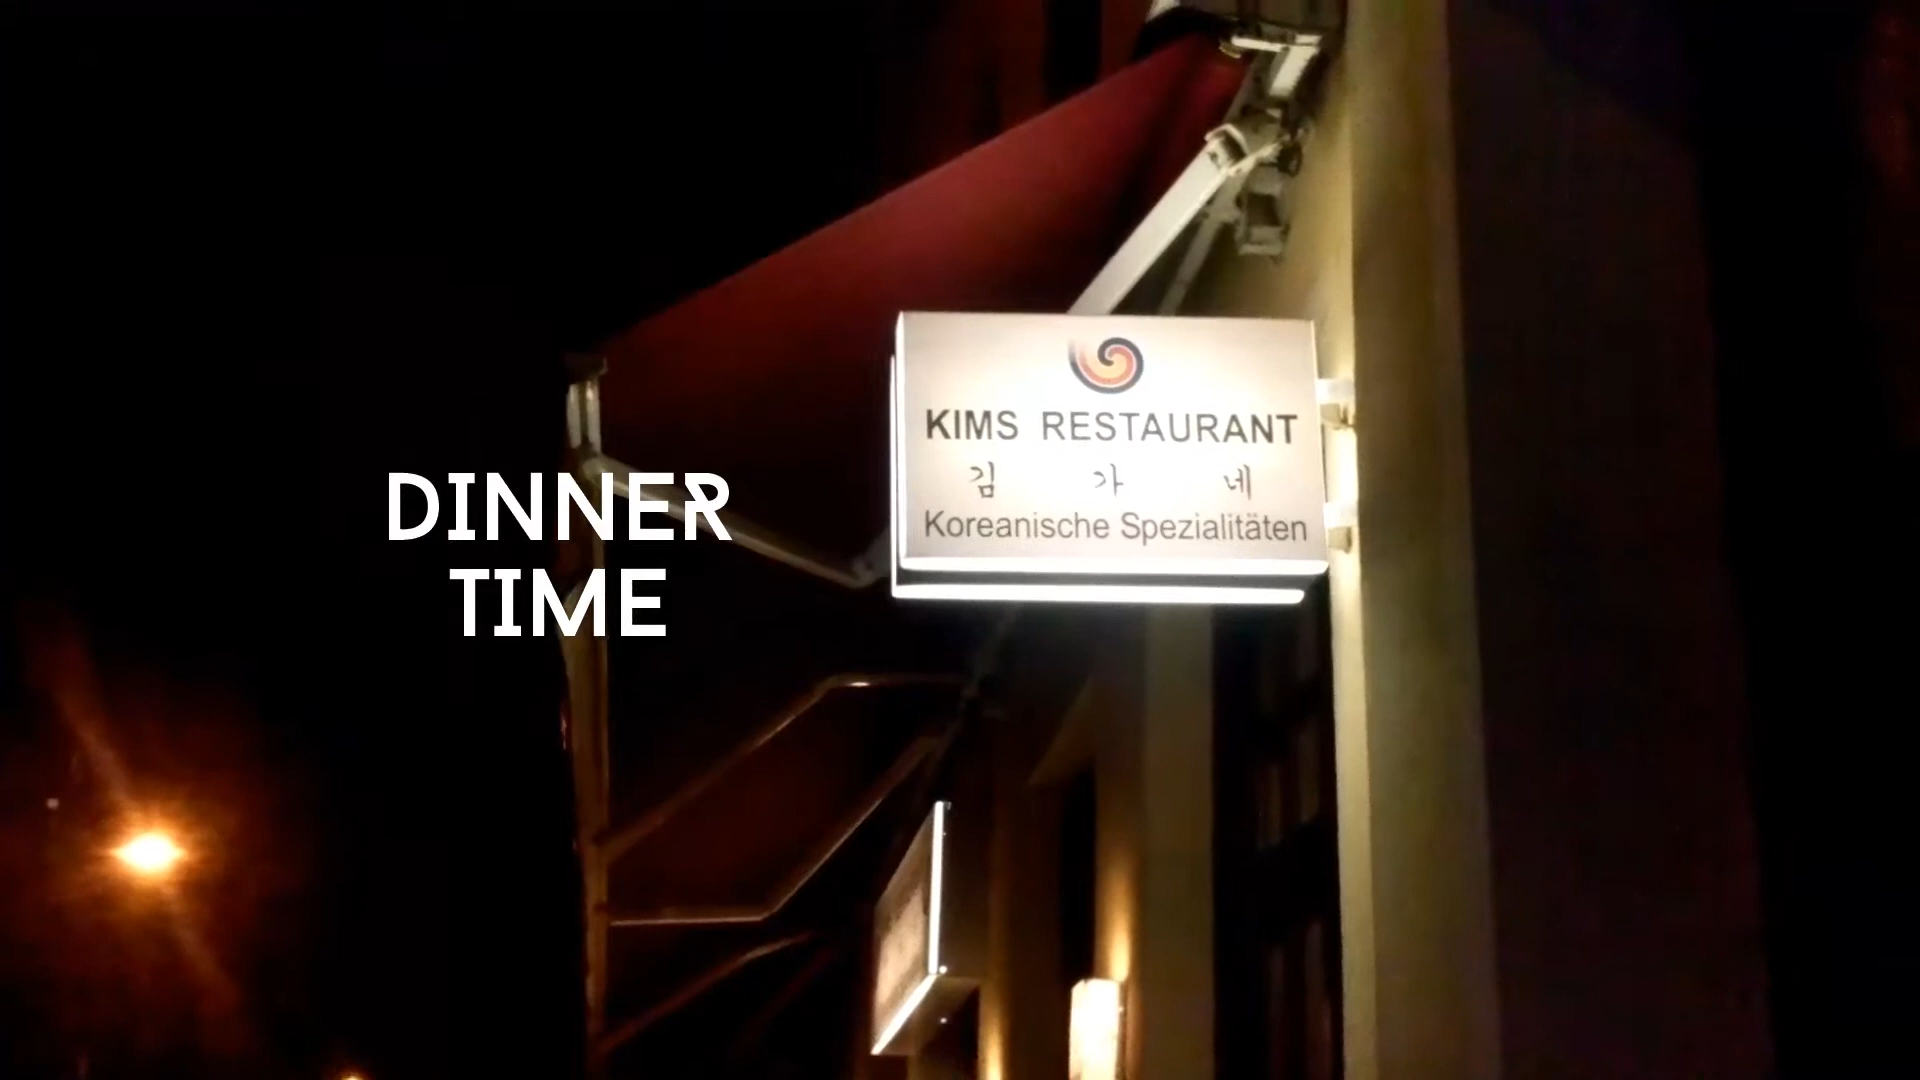 DINNER
TIME
KIMS RESTAURANT
김 가 네
Koreanische Spezialitäten